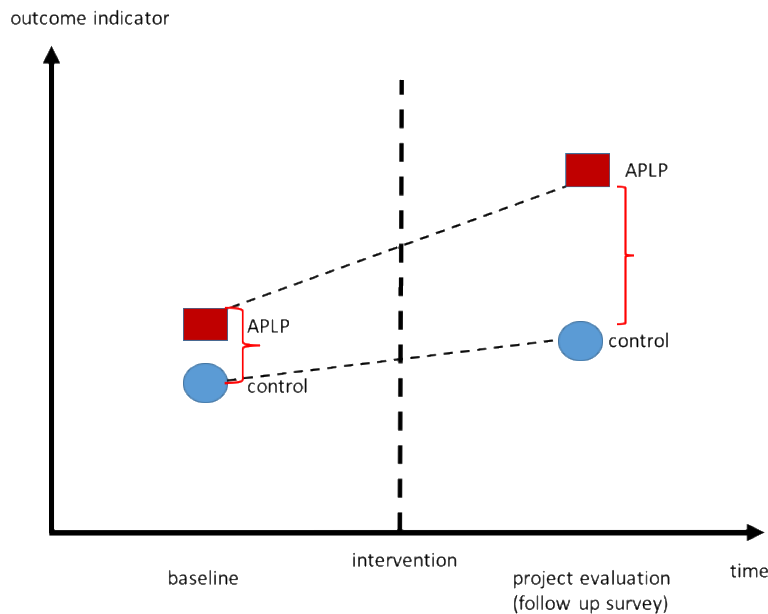 outcome indicator
APLP
control
APLP
control
baseline
intervention
project evaluation
(follow up survey)
time